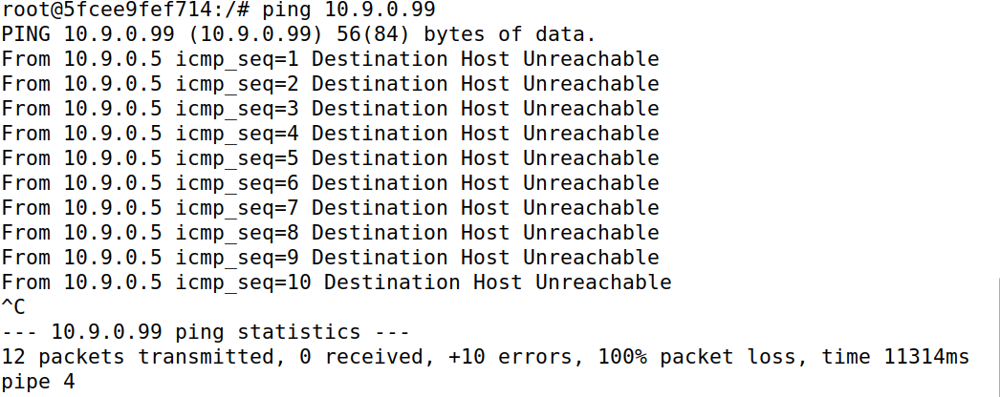 root@5fcee9fef714:/# ping 10.9.0.99
PING 10.9.0.99 (10.9.0.99) 56(84) bytes of data.
From 10.9.0.5 icmp_seq=1 Destination Host Unreachable
From 10.9.0.5 icmp_seq=2 Destination Host Unreachable
From 10.9.0.5 icmp_seq=3 Destination Host Unreachable
From 10.9.0.5 icmp_seq=4 Destination Host Unreachable
From 10.9.0.5 icmp_seq=5 Destination Host Unreachable
From 10.9.0.5 icmp_seq=6 Destination Host Unreachable
From 10.9.0.5 icmp_seq=7 Destination Host Unreachable
From 10.9.0.5 icmp_seq=8 Destination Host Unreachable
From 10.9.0.5 icmp_seq=9 Destination Host Unreachable
From 10.9.0.5 icmp_seq=10 Destination Host Unreachable
^C
--- 10.9.0.99 ping statistics ---
12 packets transmitted, 0 received, +10 errors, 100% packet loss, time 11314ms
pipe 4